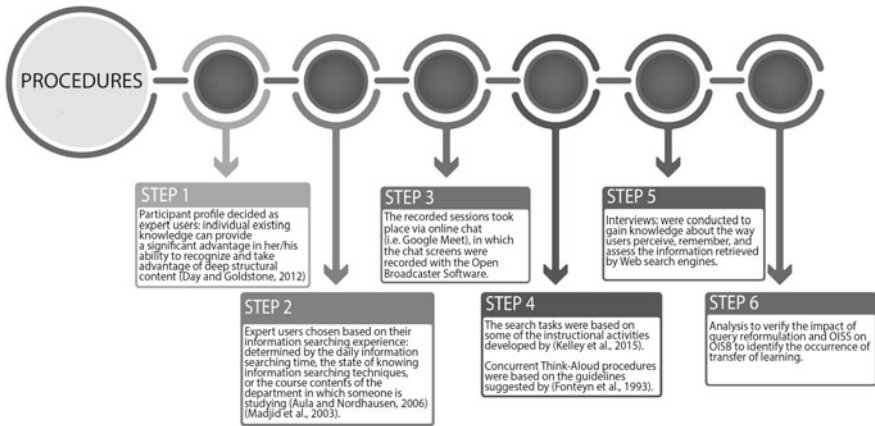 PROCEDURES
STEP 1
Participant profile decided as
expert users: individual existing
knowledge can provide
a significant advantage in her/his
ability to recognize and take
advantage of deep structural
content (Day and Goldstone, 2012)
STEP 2
Expert users chosen based on their
information searching experience:
determined by the daily information
searching time, the state of knowing
information searching techniques,
or the course contents of the
department in which someone is
studying (Aula and Nordhausen, 2006)
(Madjid et al., 2003).
STEP 3
The recorded sessions took
place via online chat
(i.e. Google Meet), in which
the chat screens were
recorded with the Open
Broadcaster Software.
STEP 4
The search tasks were based on
some of the instructional activities
developed by (Kelley et al., 2015).
Concurrent Think-Aloud procedures
were based on the guidelines
suggested by (Fonteyn et al., 1993).
STEP 5
Interviews: were conducted to
gain knowledge about the way
users perceive, remember, and
assess the information retrieved
by Web search engines.
STEP 6
Analysis to verify the impact of
query reformulation and OISS on
OISB to identify the occurrence of
transfer of learning.